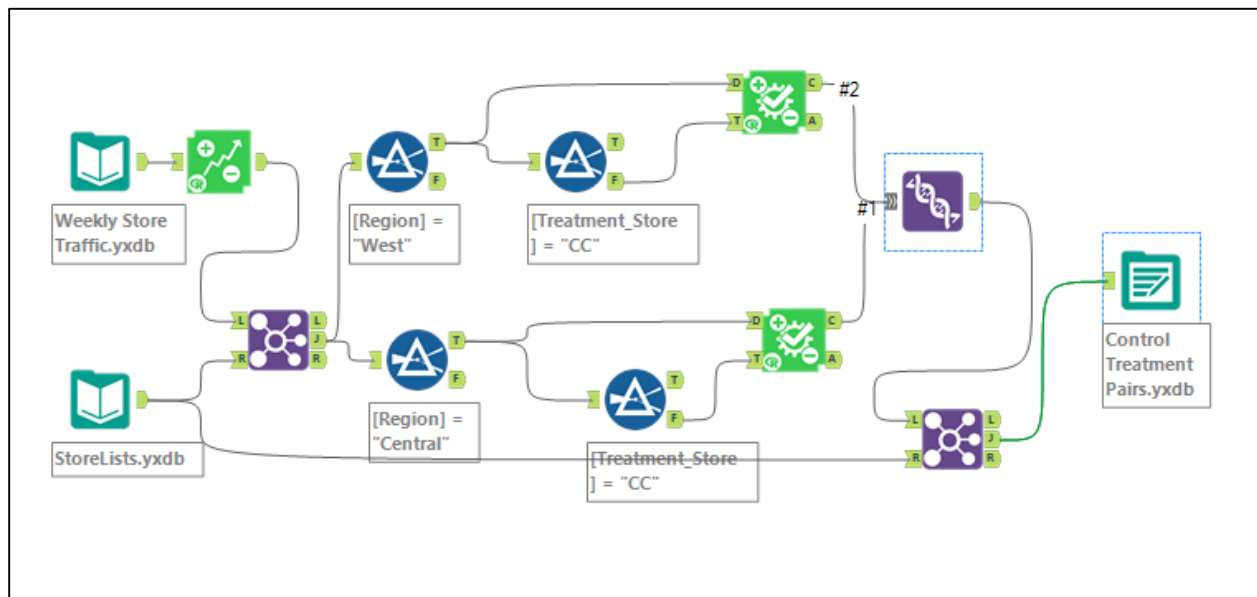 D
C
#2
T
A
T
F
T
F
Weekly Store
Traffic.yxdb
[Region] =
"West"
[Treatment_Store
] = "CC"
#1
L
R
L
J
R
T
F
D
T
C
A
T
F
Control
Treatment
Pairs.yxdb
StoreLists.yxdb
[Region] =
"Central"
[Treatment_Store
] = "CC"
L
R
L
J
R